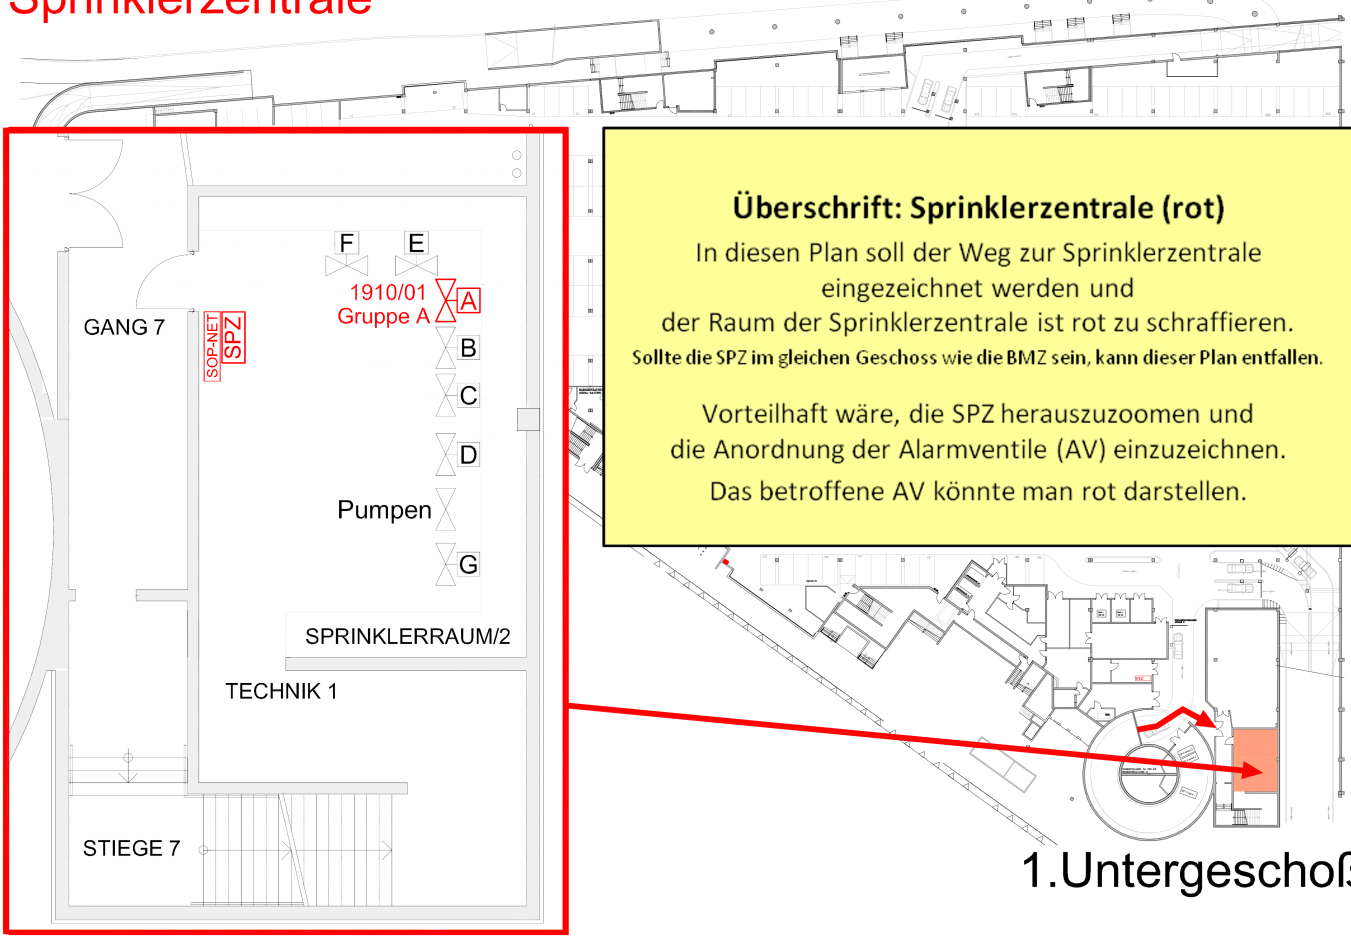 Sprinklerzentrale
F
E
1910/01
Gruppe A
A
GANG 7
SOP-NET
SPZ
B
C
D
Pumpen
G
SPRINKLERRAUM/2
TECHNIK 1
STIEGE 7
Überschrift: Sprinklerzentrale (rot)
In diesen Plan soll der Weg zur Sprinklerzentrale
eingezeichnet werden und
der Raum der Sprinklerzentrale ist rot zu schraffieren.
Sollte die SPZ im gleichen Geschoss wie die BMZ sein, kann dieser Plan entfallen.
Vorteilhaft wäre, die SPZ herauszuzoomen und
die Anordnung der Alarmventile (AV) einzuzeichnen.
Das betroffene AV könnte man rot darstellen.
1.Untergeschoß